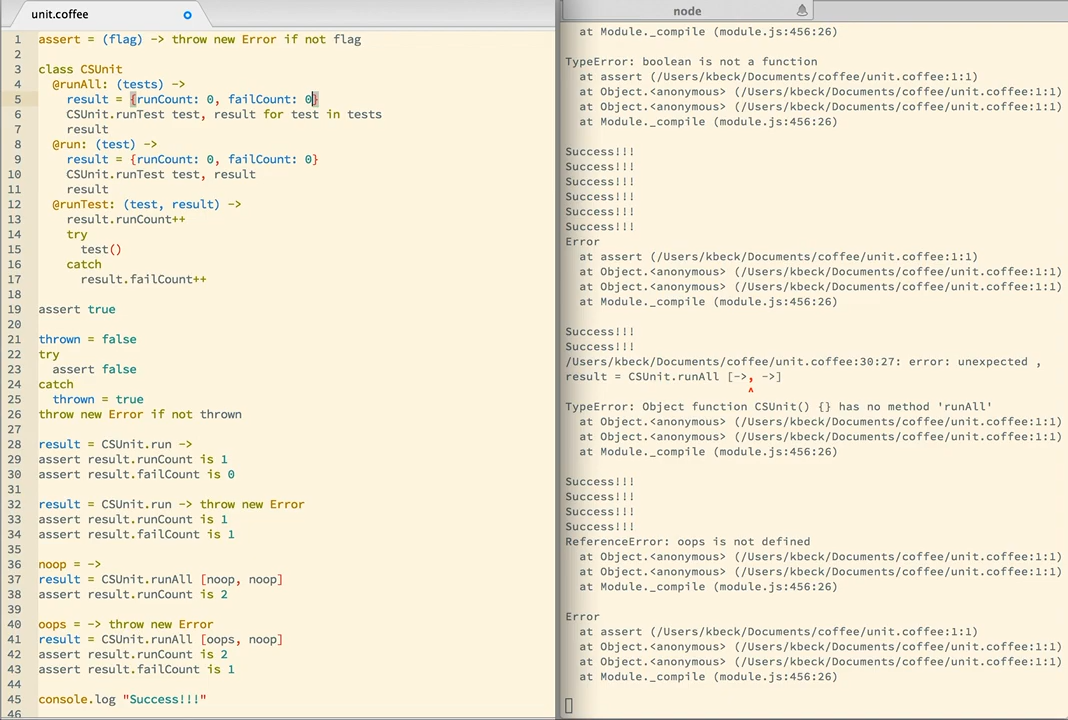 unit.coffee
1 assert = (flag) -> throw new Error if not flag
2
3 class CSUnit
4 @runAll: (tests) ->
5 result = {runCount: 0, failCount: 0}
6 CSUnit.runTest test, result for test in tests
7 result
8 @run: (test) ->
9 result = {runCount: 0, failCount: 0}
10 CSUnit.runTest test, result
11 result
12 @runTest: (test, result) ->
13 result.runCount++
14 try
15 test()
16 catch
17 result.failCount++
18
19 assert true
20
21 thrown = false
22 try
23 assert false
24 catch
25 thrown = true
26 throw new Error if not thrown
27
28 result = CSUnit.run ->
29 assert result.runCount is 1
30 assert result.failCount is 0
31
32 result = CSUnit.run -> throw new Error
33 assert result.runCount is 1
34 assert result.failCount is 1
35
36 noop = ->
37 result = CSUnit.runAll [noop, noop]
38 assert result.runCount is 2
39
40 oops = -> throw new Error
41 result = CSUnit.runAll [oops, noop]
42 assert result.runCount is 2
43 assert result.failCount is 1
44
45 console.log "Success!!!"
46
node
at Module._compile (module.js:456:26)
TypeError: boolean is not a function
at assert (/Users/kbeck/Documents/coffee/unit.coffee:1:1)
at Object.<anonymous> (/Users/kbeck/Documents/coffee/unit.coffee:1:1)
at Object.<anonymous> (/Users/kbeck/Documents/coffee/unit.coffee:1:1)
at Module._compile (module.js:456:26)
Success!!!
Success!!!
Success!!!
Success!!!
Success!!!
Success!!!
Error
at assert (/Users/kbeck/Documents/coffee/unit.coffee:1:1)
at Object.<anonymous> (/Users/kbeck/Documents/coffee/unit.coffee:1:1)
at Object.<anonymous> (/Users/kbeck/Documents/coffee/unit.coffee:1:1)
at Module._compile (module.js:456:26)
Success!!!
Success!!!
/Users/kbeck/Documents/coffee/unit.coffee:30:27: error: unexpected ,
result = CSUnit.runAll [->, ->]
^
TypeError: Object function CSUnit() {} has no method 'runAll'
at Object.<anonymous> (/Users/kbeck/Documents/coffee/unit.coffee:1:1)
at Object.<anonymous> (/Users/kbeck/Documents/coffee/unit.coffee:1:1)
at Module._compile (module.js:456:26)
Success!!!
Success!!!
Success!!!
Success!!!
ReferenceError: oops is not defined
at Object.<anonymous> (/Users/kbeck/Documents/coffee/unit.coffee:1:1)
at Object.<anonymous> (/Users/kbeck/Documents/coffee/unit.coffee:1:1)
at Module._compile (module.js:456:26)
Error
at assert (/Users/kbeck/Documents/coffee/unit.coffee:1:1)
at Object.<anonymous> (/Users/kbeck/Documents/coffee/unit.coffee:1:1)
at Object.<anonymous> (/Users/kbeck/Documents/coffee/unit.coffee:1:1)
at Module._compile (module.js:456:26)